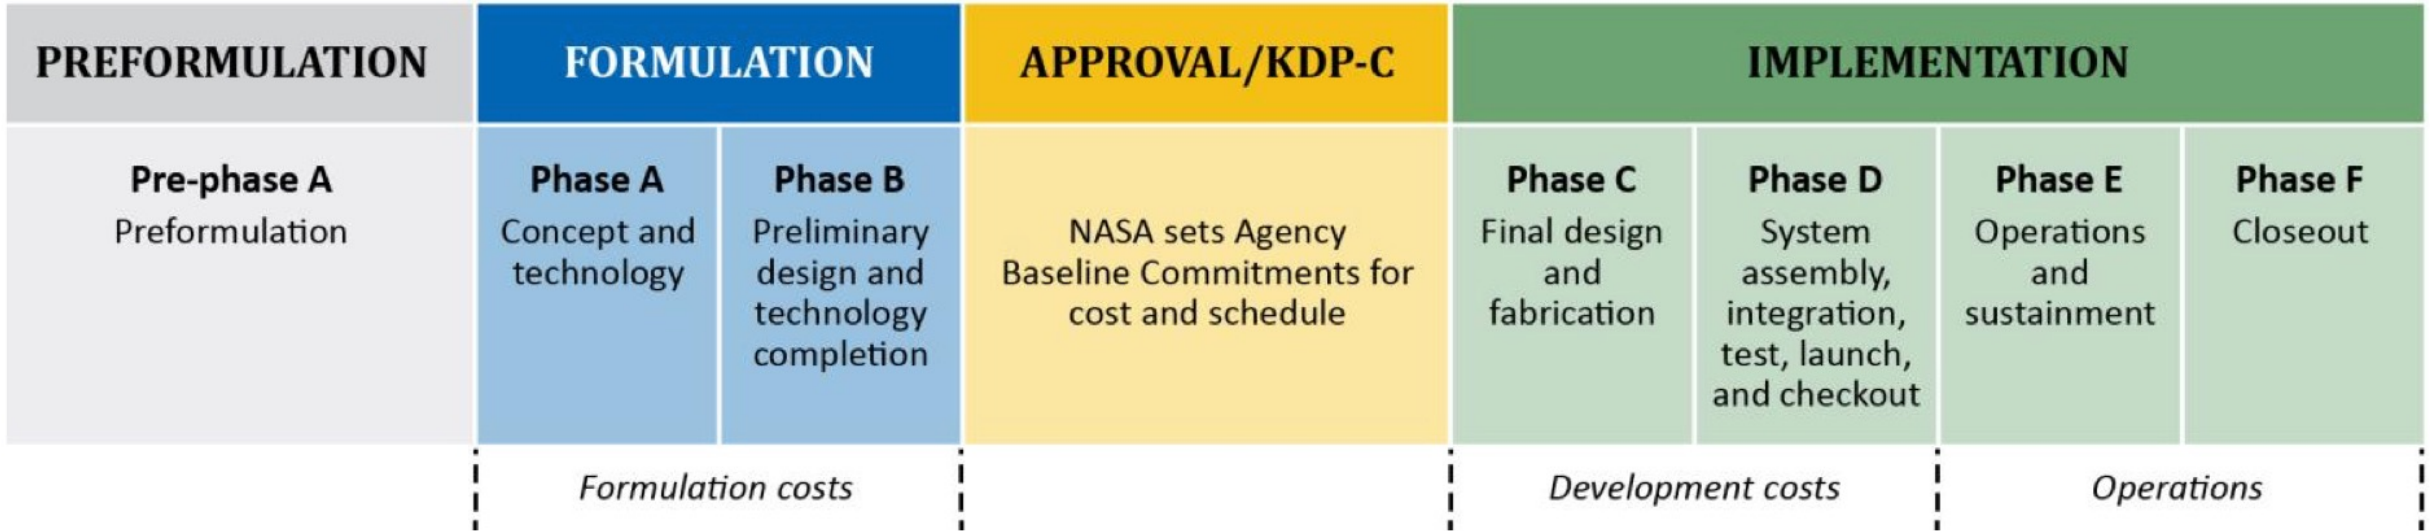 PREFORMULATION
FORMULATION
APPROVAL/KDP-C
IMPLEMENTATION
Pre-phase A
Preformulation
Phase A
Concept and
technology
Phase B
Preliminary
design and
technology
completion
NASA sets Agency
Baseline Commitments for
cost and schedule
Phase C
Final design
and
fabrication
Phase D
System
assembly,
integration,
test, launch,
and checkout
Phase E
Operations
and
sustainment
Phase F
Closeout
Formulation costs
Development costs
Operations